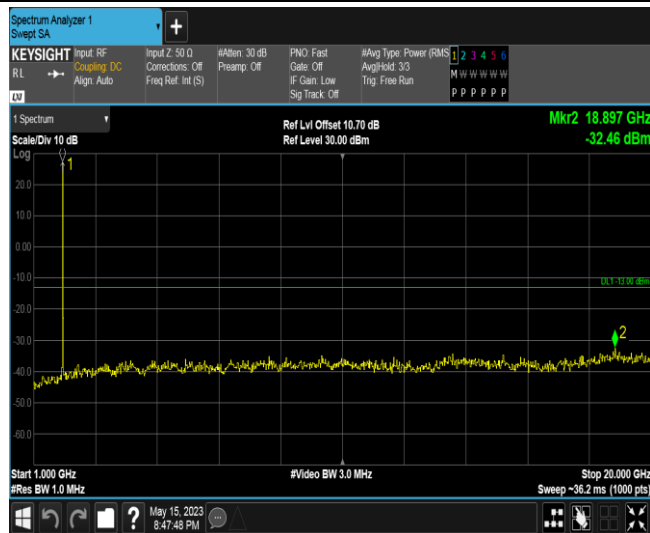 Spectrum Analyzer 1
Swept SA
+
KEYSIGHT Input: RF Input Z: 50 Ω #Atten: 30 dB PNO: Fast #Avg Type: Power (RMS 1 2 3 4 5 6
RL Coupling: DC Corrections: Off Preamp: Off Gate: Off Avg|Hold: 3/3 M W W W W W
Align: Auto Freq Ref: Int (S) IF Gain: Low Trig: Free Run
Sig Track: Off P P P P P P
LXI
1 Spectrum Ref Lvl Offset 10.70 dB Mkr2 18.897 GHz
Scale/Div 10 dB Ref Level 30.00 dBm -32.46 dBm
Log
1
20.0
10.0
0.00
-10.0
DL1 -13.00 dBm
-20.0
-30.0
2
-40.0
-50.0
-60.0
Start 1.000 GHz #Video BW 3.0 MHz Stop 20.000 GHz
#Res BW 1.0 MHz Sweep ~36.2 ms (1000 pts)
? May 15, 2023
8:47:48 PM